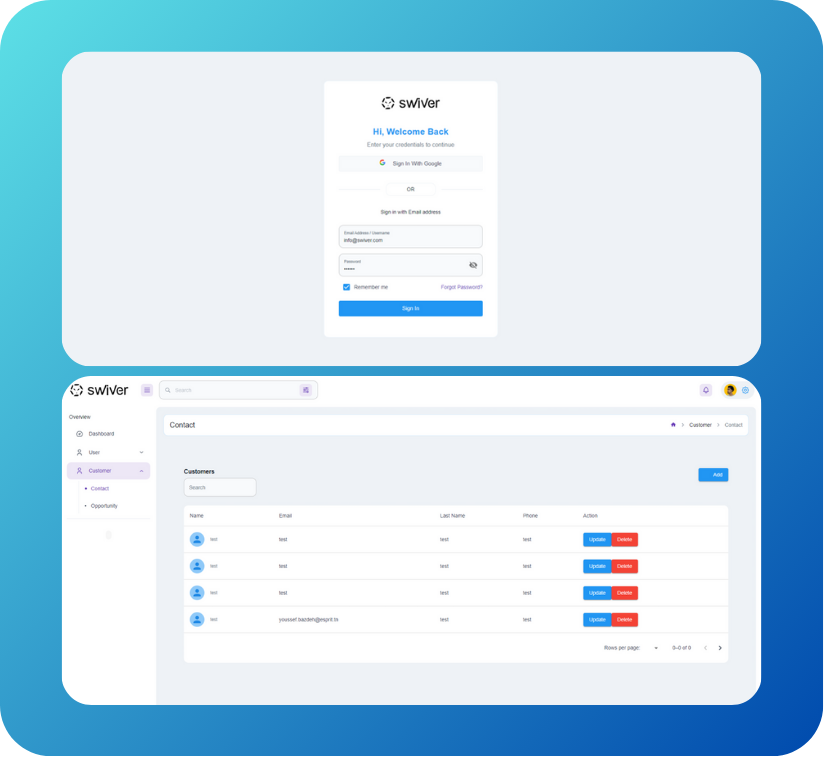 swiver
Hi, Welcome Back
Enter your credentials to continue
Sign In With Google
OR
Sign in with Email address
Email Address / Username
info@swiver.com
Password
••••••
Remember me
Forgot Password?
Sign In
swiver
Search
Overview
Dashboard
User
Customer
Contact
Opportunity
Contact
Customer
Contact
Customers
Search
Add
Name Email Last Name Phone Action
test test test test Update Delete
test test test test Update Delete
test test test test Update Delete
test youssef.bazdeh@esprit.tn test test Update Delete
Rows per page: 0–0 of 0